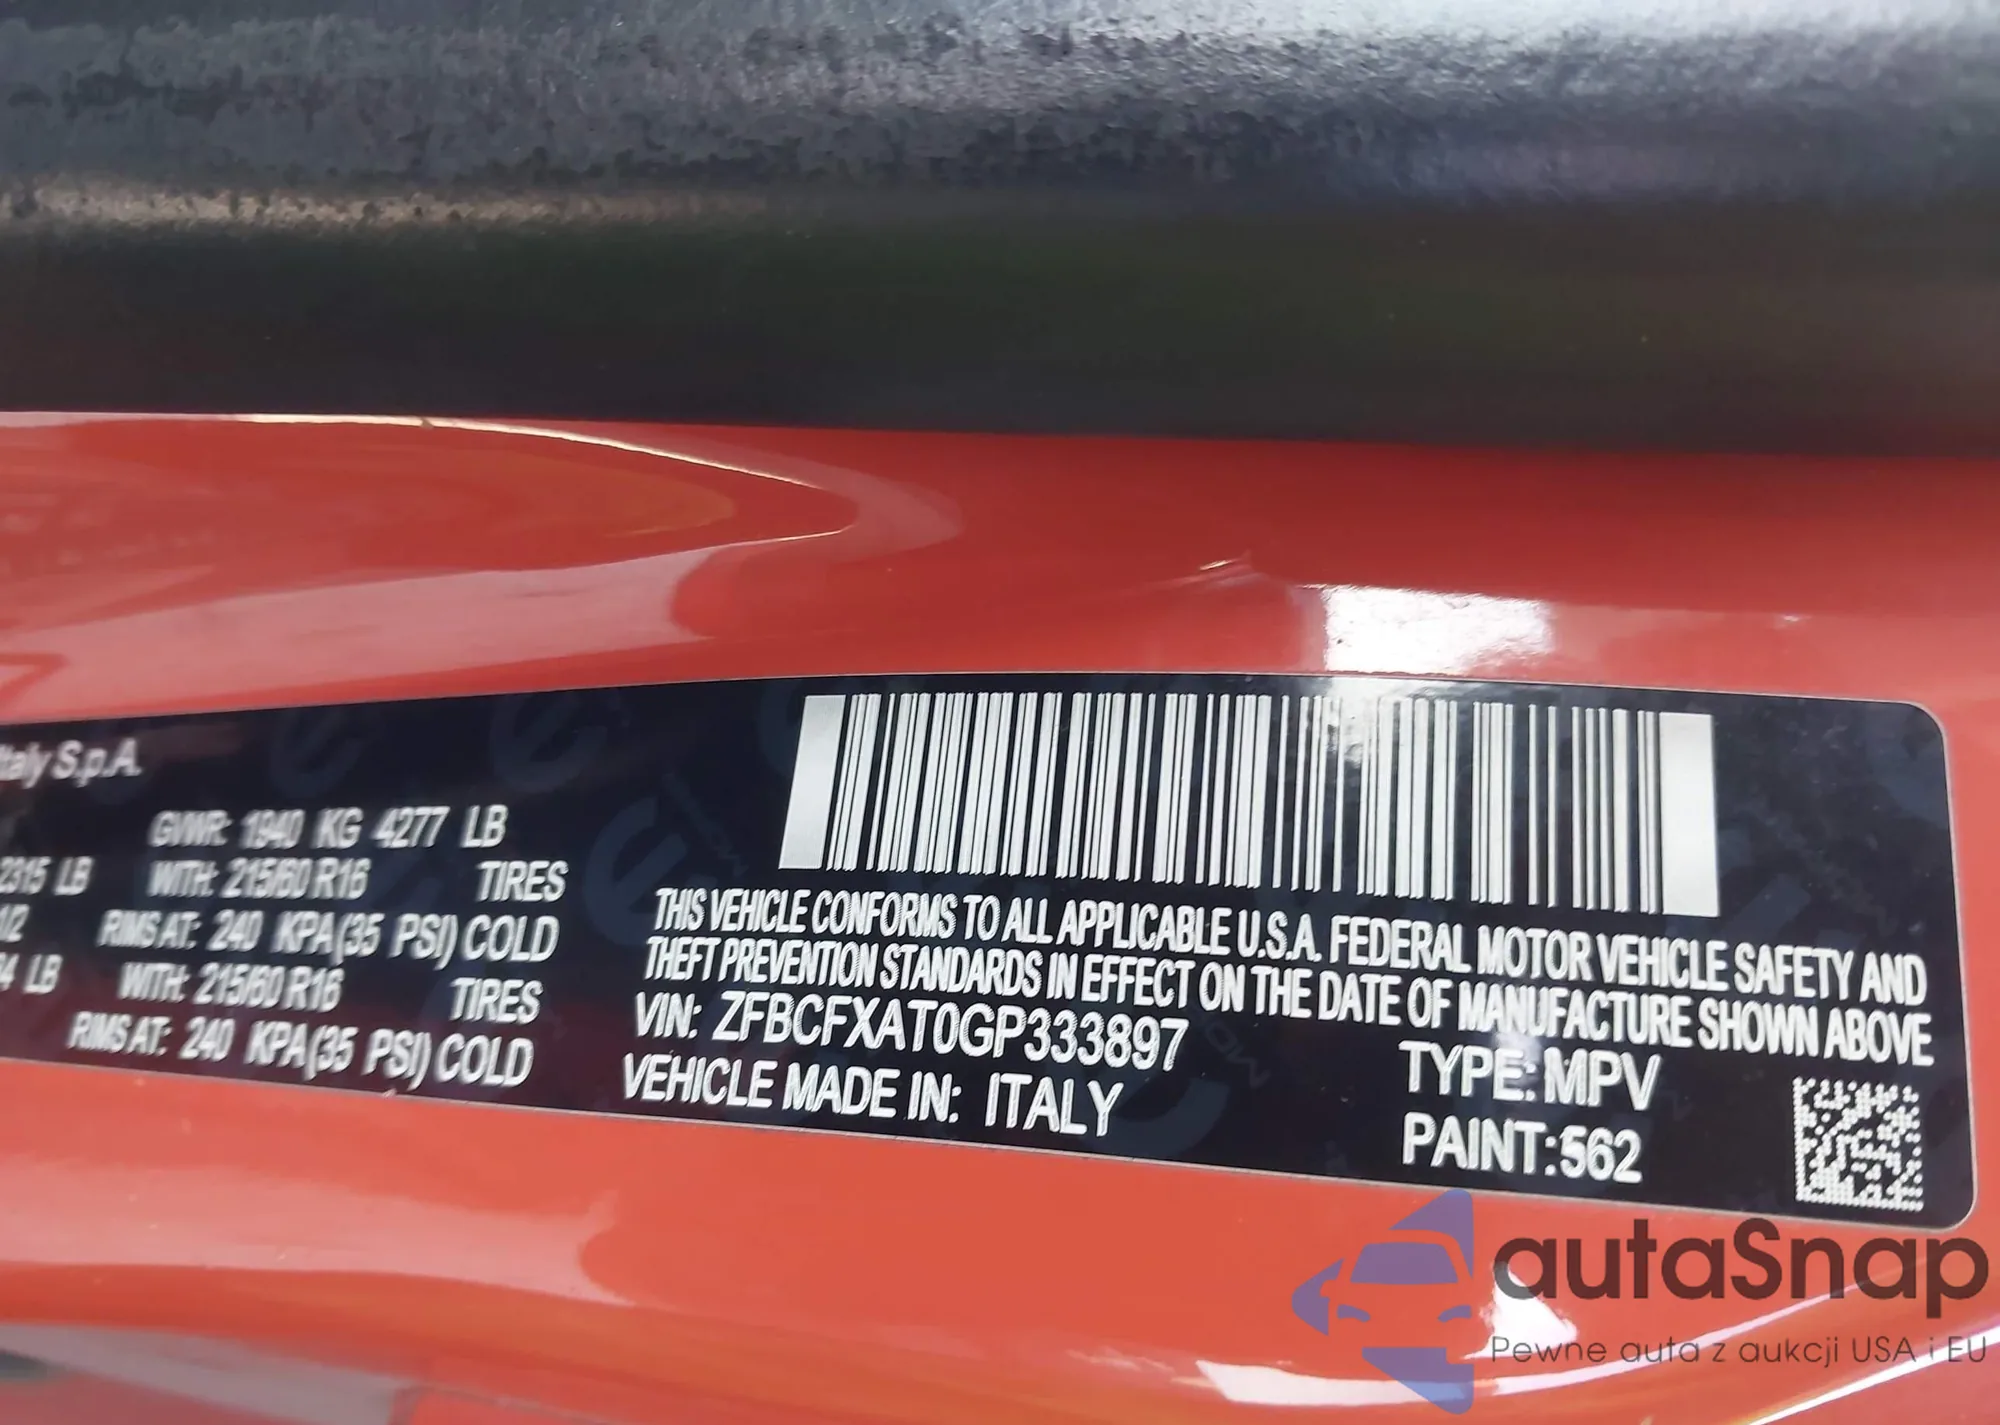 Italy S.p.A.
GVWR: 1940 KG 4277 LB
2315 LB WITH: 215/60 R16 TIRES
1/2 RIMS AT: 240 KPA(35 PSI) COLD
LB WITH: 215/60 R16 TIRES
RIMS AT: 240 KPA(35 PSI) COLD
THIS VEHICLE CONFORMS TO ALL APPLICABLE U.S.A. FEDERAL MOTOR VEHICLE SAFETY AND
THEFT PREVENTION STANDARDS IN EFFECT ON THE DATE OF MANUFACTURE SHOWN ABOVE
VIN: ZFBCFXAT0GP333897
TYPE: MPV
VEHICLE MADE IN: ITALY
PAINT:562
autaSnap
Pewne auta z aukcji USA i EU